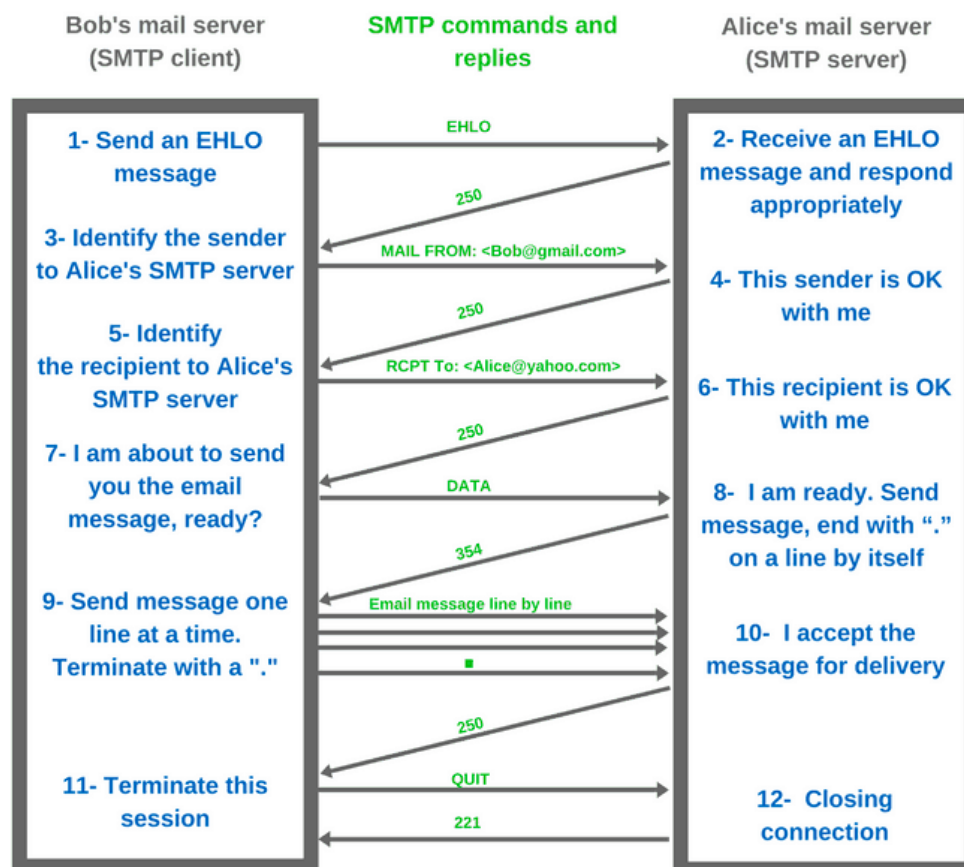 Bob's mail server
(SMTP client)
SMTP commands and
replies
Alice's mail server
(SMTP server)
1- Send an EHLO
message
EHLO
2- Receive an EHLO
message and respond
appropriately
250
3- Identify the sender
to Alice's SMTP server
MAIL FROM: <Bob@gmail.com>
4- This sender is OK
with me
250
5- Identify
the recipient to Alice's
SMTP server
RCPT To: <Alice@yahoo.com>
6- This recipient is OK
with me
250
7- I am about to send
you the email
message, ready?
DATA
8- I am ready. Send
message, end with “.”
on a line by itself
354
9- Send message one
line at a time.
Terminate with a "."
Email message line by line
.
10- I accept the
message for delivery
250
11- Terminate this
session
QUIT
12- Closing
connection
221